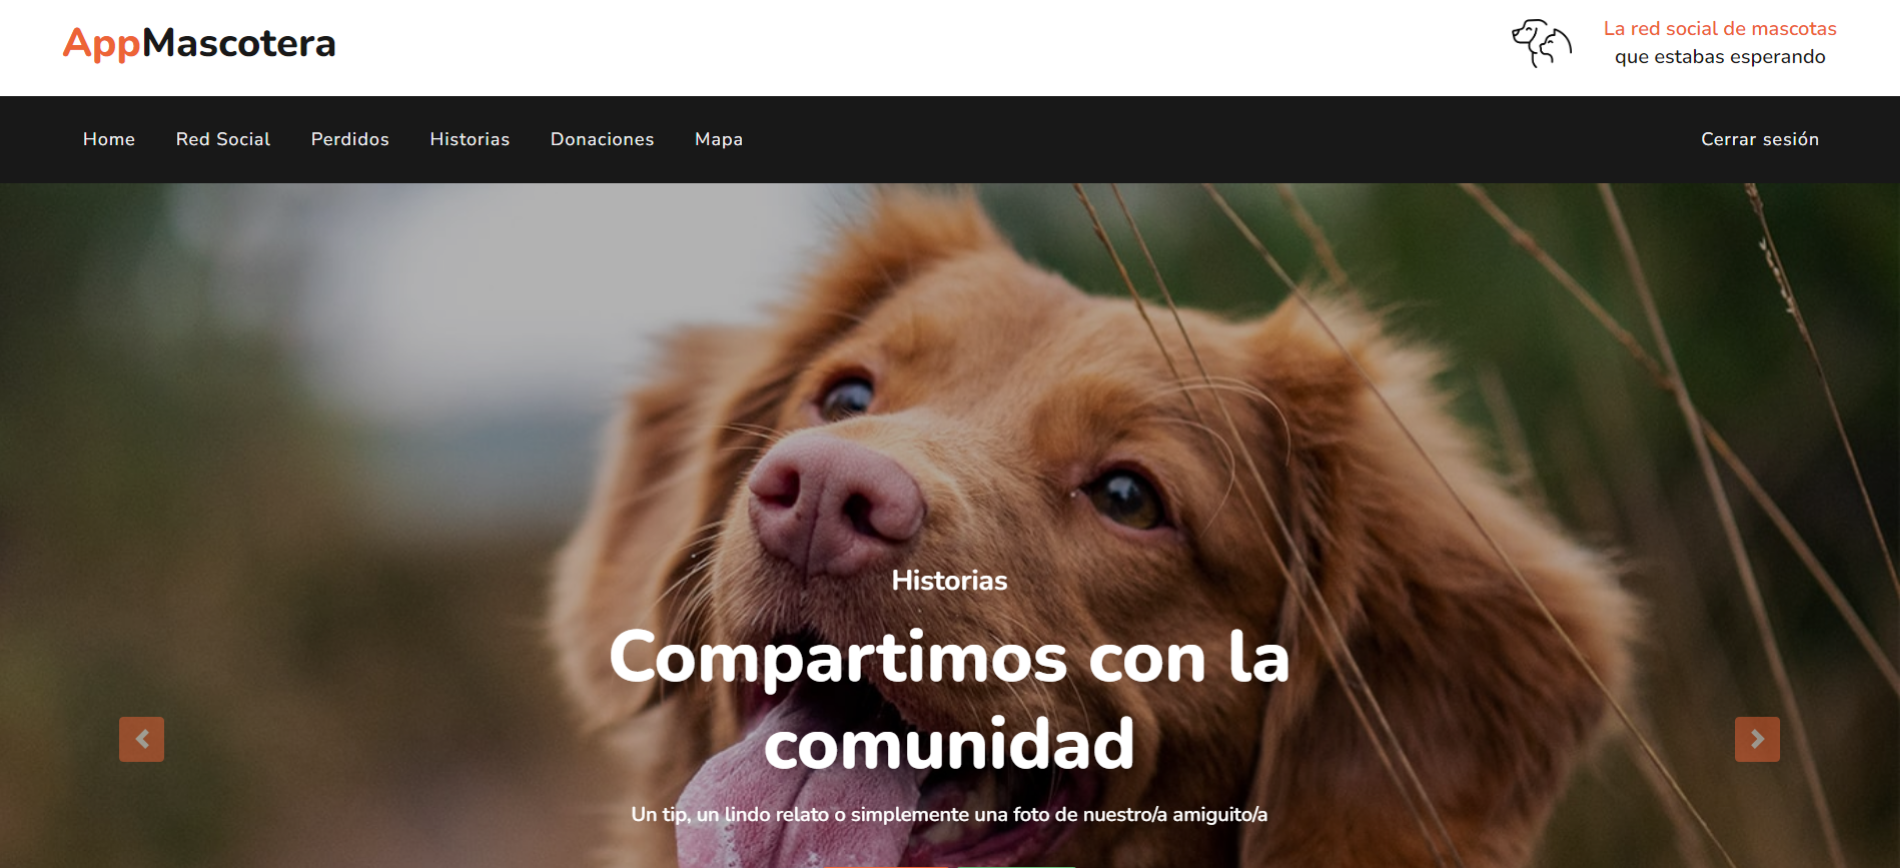 AppMascotera
La red social de mascotas
que estabas esperando
Home Red Social Perdidos Historias Donaciones Mapa Cerrar sesión
Historias
Compartimos con la
comunidad
Un tip, un lindo relato o simplemente una foto de nuestro/a amiguito/a